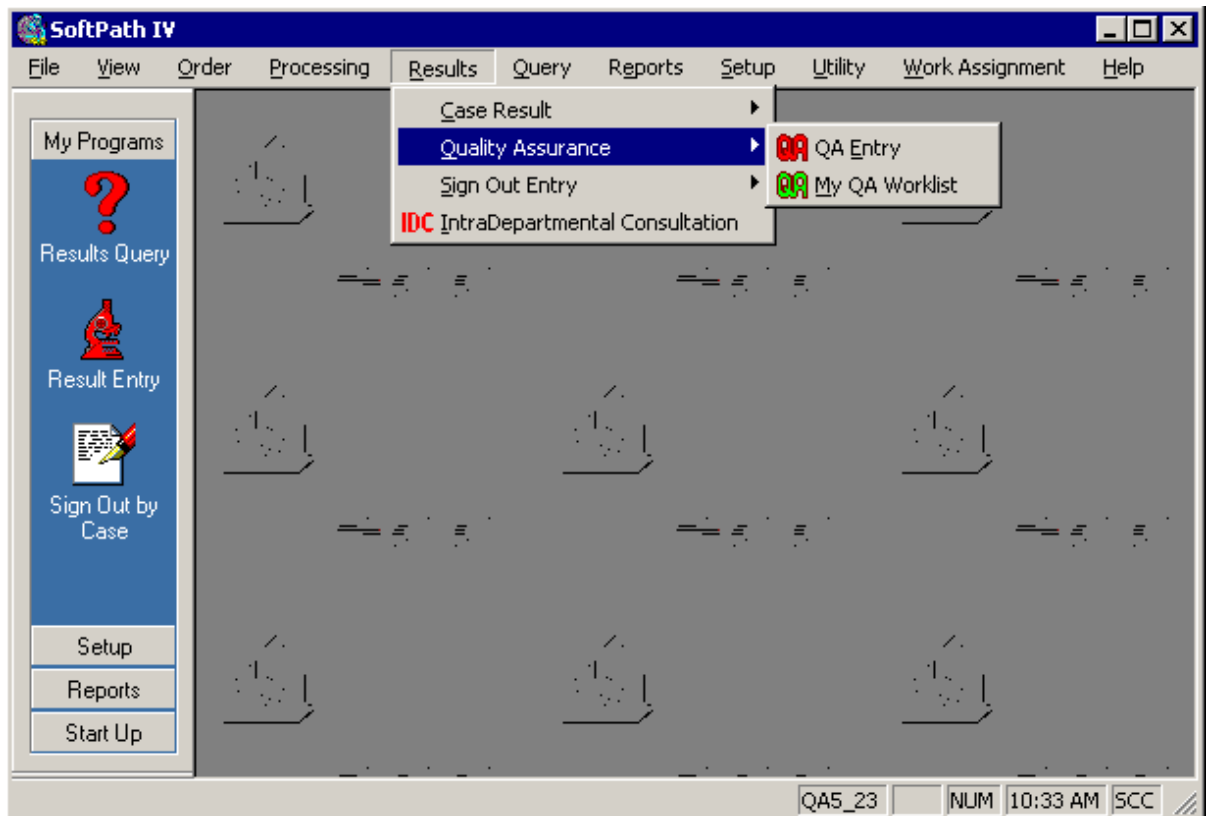 SoftPath IV
File View Order Processing Results Query Reports Setup Utility Work Assignment Help
My Programs
Results Query
Result Entry
Sign Out by
Case
Setup
Reports
Start Up
Case Result
Quality Assurance
Sign Out Entry
IDC IntraDepartmental Consultation
QA QA Entry
QA My QA Worklist
QA5_23 NUM 10:33 AM SCC